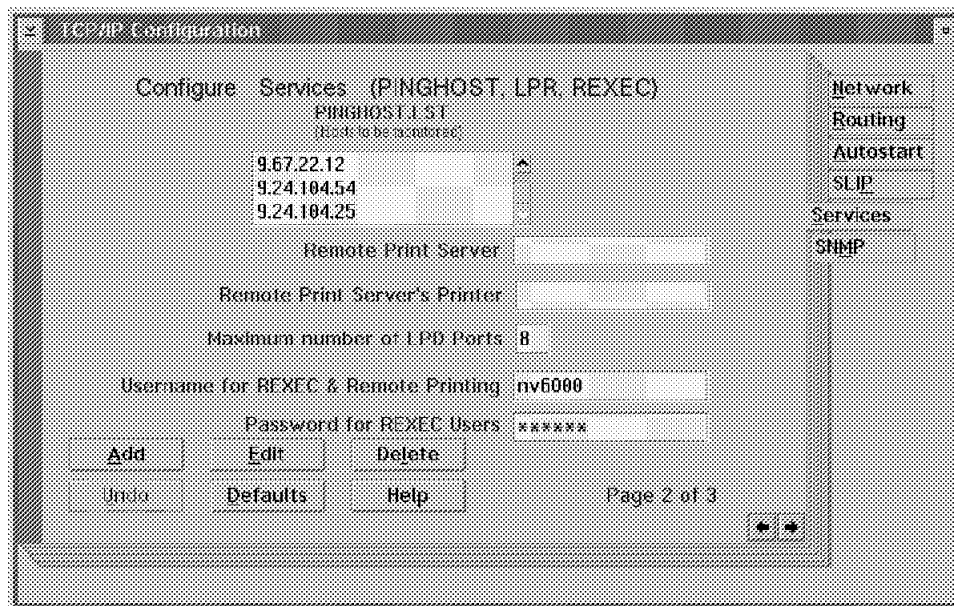 TCP/IP Configuration
Configure Services (PINGHOST, LPR, REXEC)
PINGHOST.LST
(Hosts to be monitored)
9.67.22.12
9.24.104.54
9.24.104.25
Remote Print Server
Remote Print Server's Printer
Maximum number of LPD Ports 8
Username for REXEC & Remote Printing nv6000
Password for REXEC Users ******
Add Edit Delete
Undo Defaults Help
Page 2 of 3
Network
Routing
Autostart
SLIP
Services
SNMP